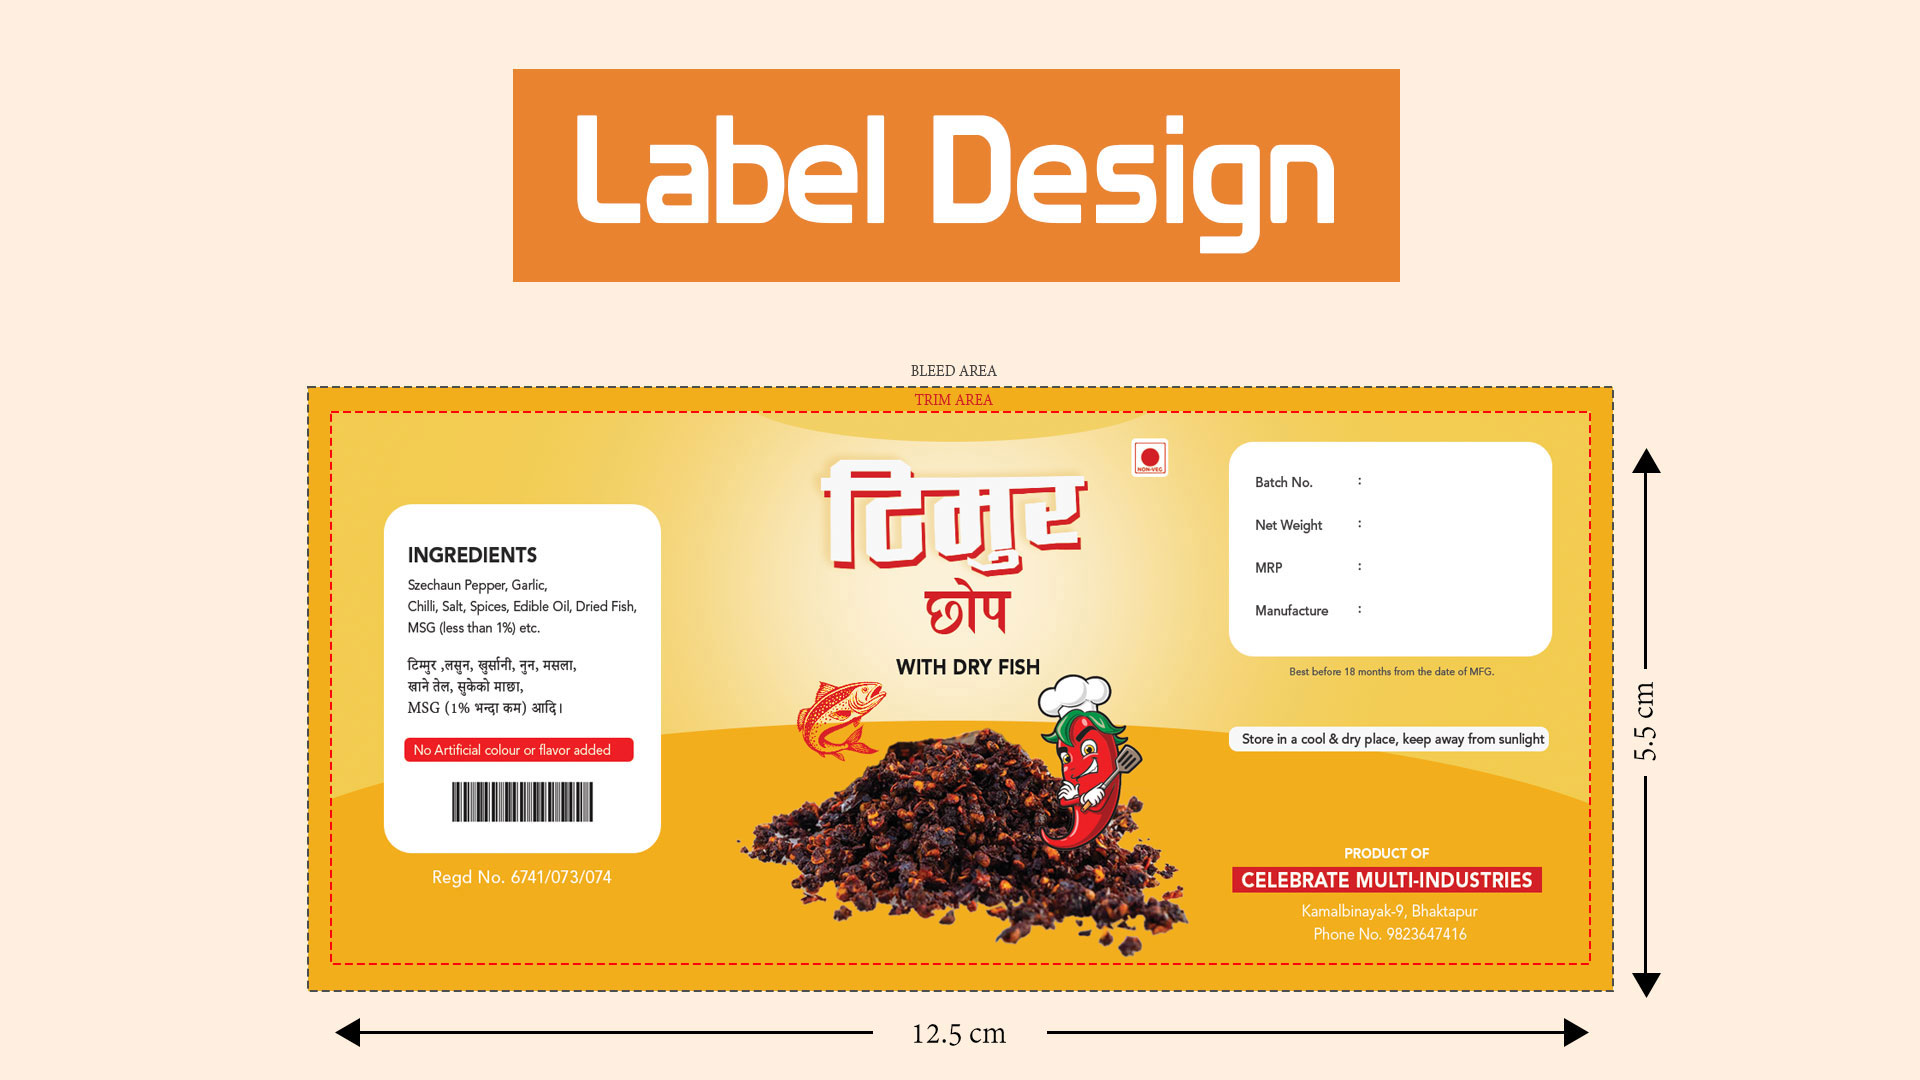 Label Design
BLEED AREA
TRIM AREA
INGREDIENTS
Szechaun Pepper, Garlic,
Chilli, Salt, Spices, Edible Oil, Dried Fish,
MSG (less than 1%) etc.
टिम्मुर ,लसुन, खुर्सानी, नुन, मसला,
खाने तेल, सुकेको माछा,
MSG (1% भन्दा कम) आदि।
No Artificial colour or flavor added
Regd No. 6741/073/074
टिमुर
छोप
WITH DRY FISH
NON-VEG
Batch No. :
Net Weight :
MRP :
Manufacture :
Best before 18 months from the date of MFG.
Store in a cool & dry place, keep away from sunlight
PRODUCT OF
CELEBRATE MULTI-INDUSTRIES
Kamalbinayak-9, Bhaktapur
Phone No. 9823647416
5.5 cm
12.5 cm